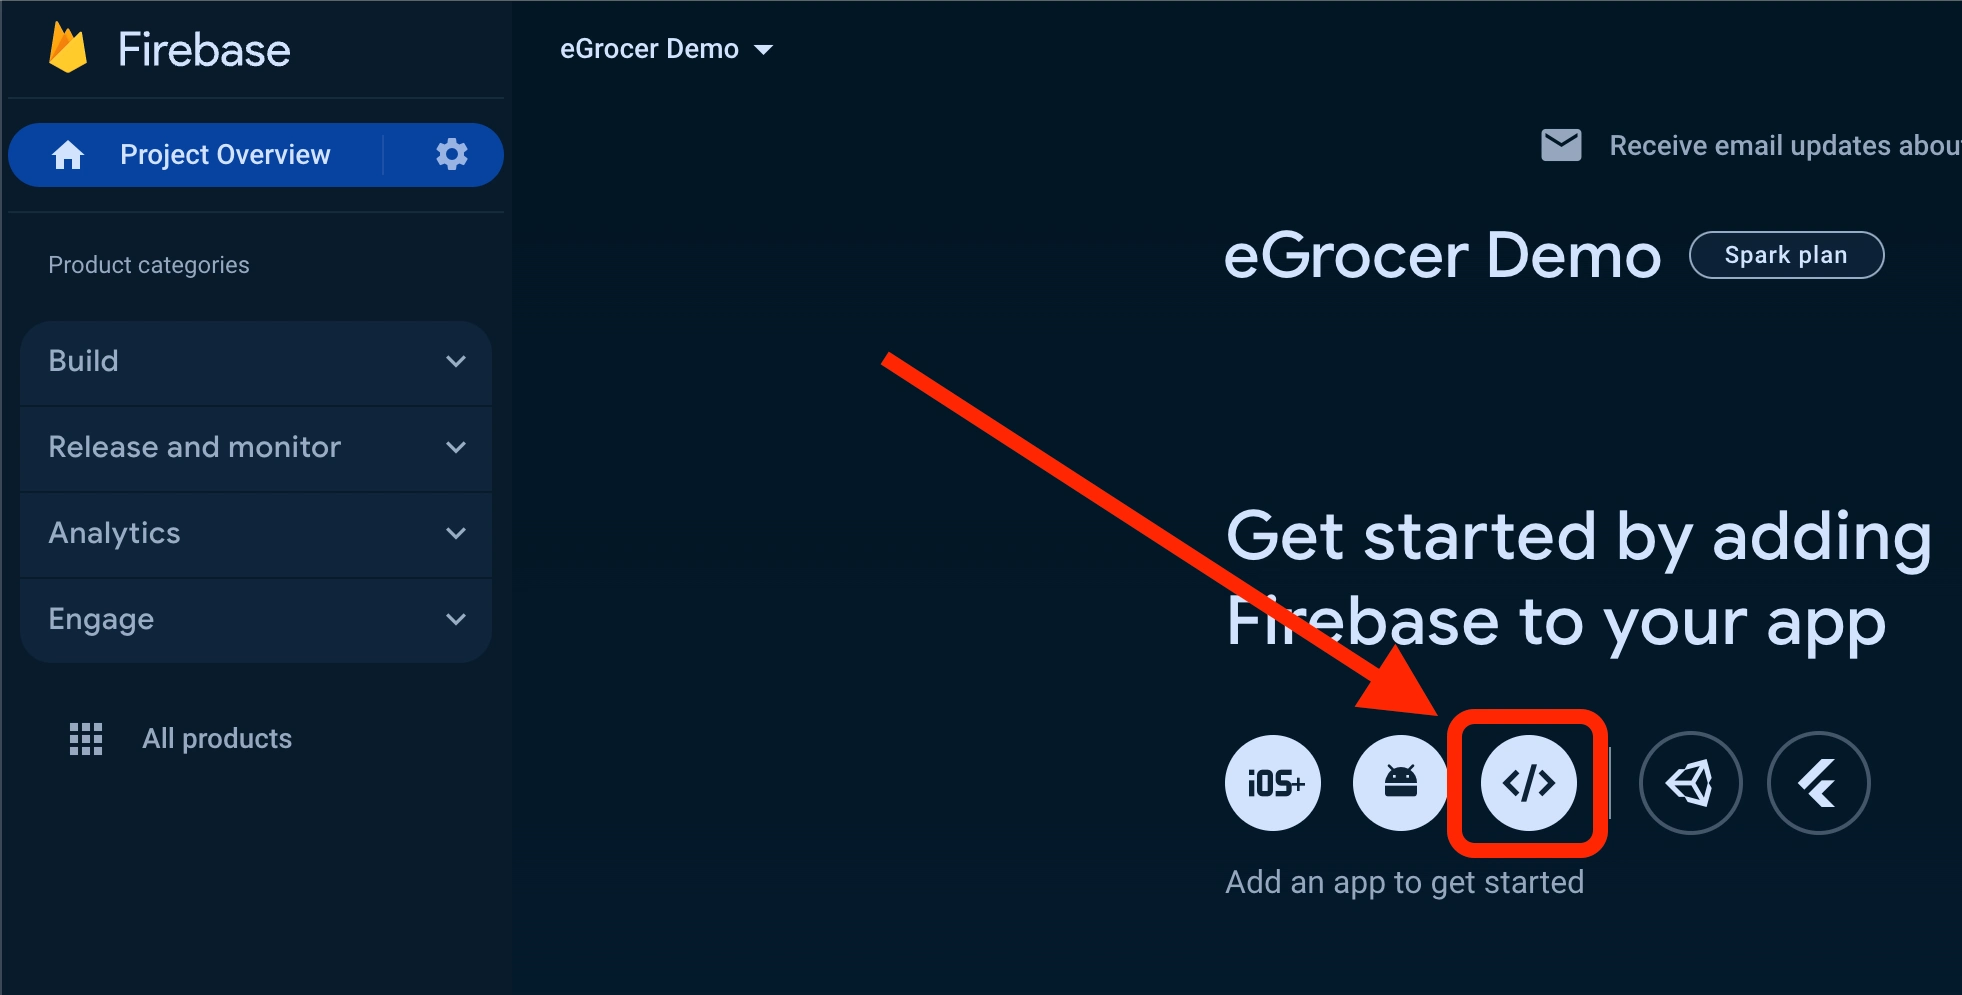 Firebase
eGrocer Demo
Project Overview
Receive email updates abou
eGrocer Demo
Spark plan
Product categories
Build
Release and monitor
Analytics
Engage
All products
Get started by adding
Firebase to your app
iOS+
</>
Add an app to get started